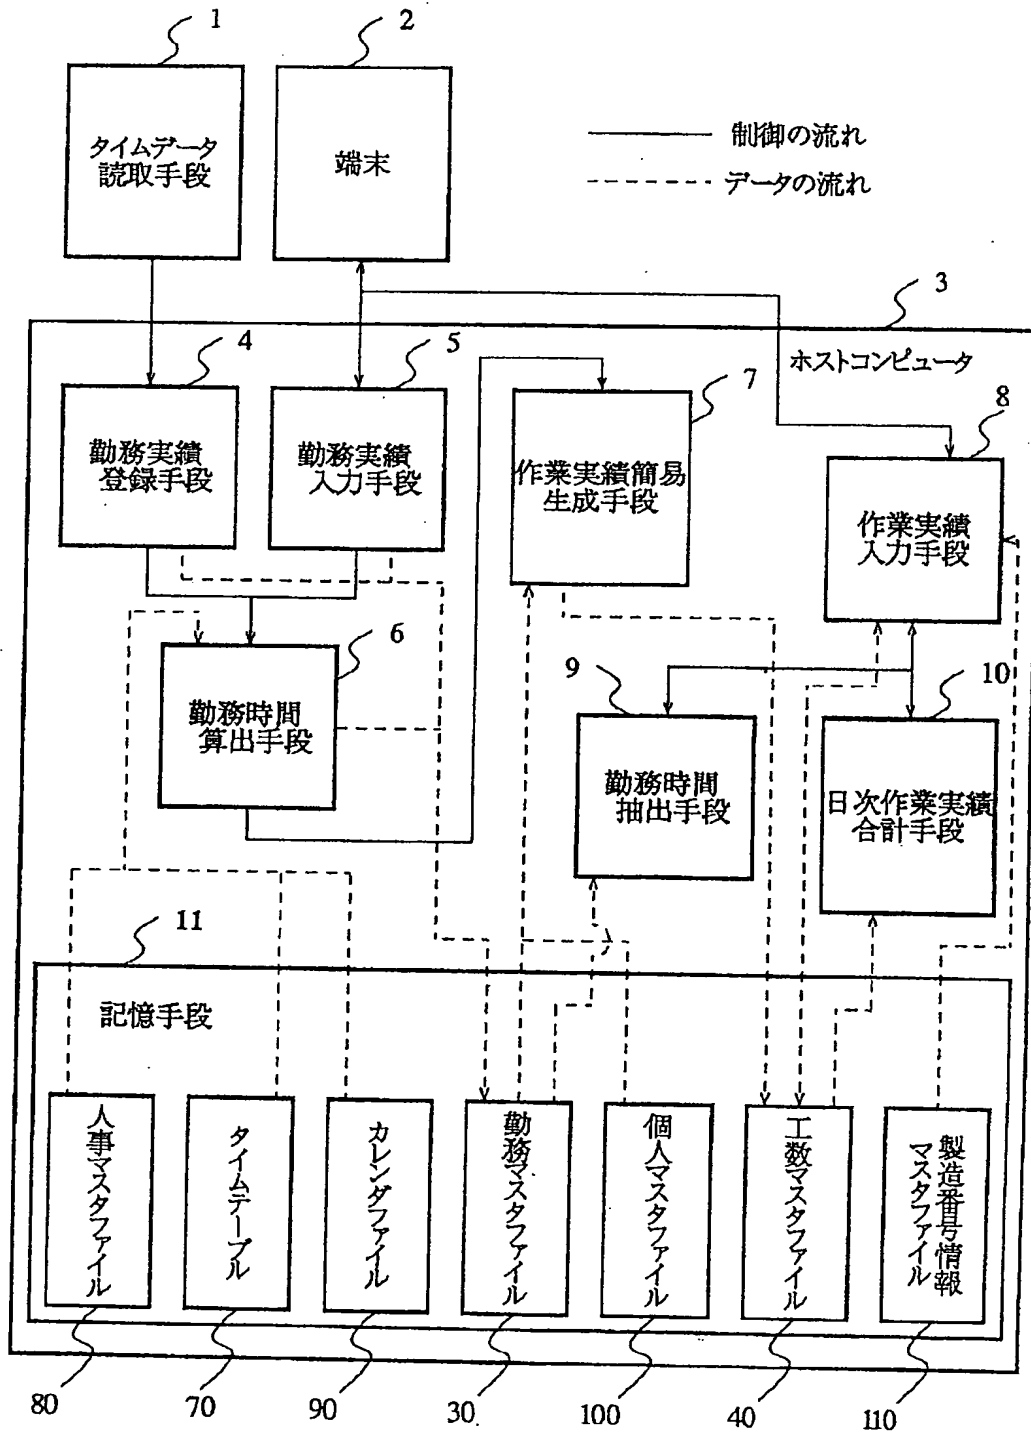 1
2
タイムデータ
読取手段
端末
制御の流れ
データの流れ
3
ホストコンピュータ
4
5
7
8
勤務実績
登録手段
勤務実績
入力手段
作業実績簡易
生成手段
作業実績
入力手段
6
9
10
勤務時間
算出手段
勤務時間
抽出手段
日次作業実績
合計手段
11
記憶手段
人事マスタファイル
タイムテーブル
カレンダファイル
勤務マスタファイル
個人マスタファイル
工数マスタファイル
製造番号情報
マスタファイル
80
70
90
30
100
40
110